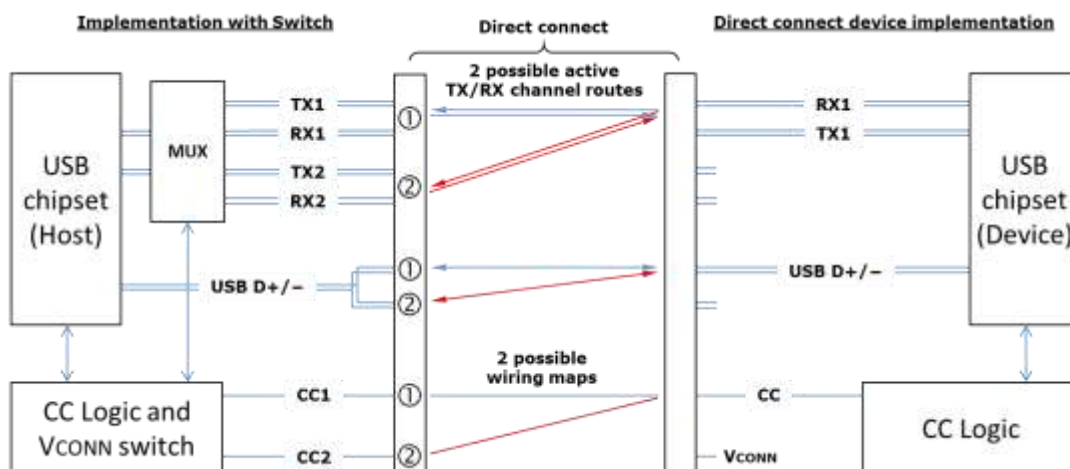 Implementation with Switch
Direct connect
Direct connect device implementation
2 possible active
TX/RX channel routes
USB
chipset
(Host)
MUX
TX1
RX1
TX2
RX2
①
②
RX1
TX1
USB
chipset
(Device)
USB D+/−
①
②
USB D+/−
2 possible
wiring maps
CC Logic and
VCONN switch
CC1
CC2
①
②
CC
VCONN
CC Logic